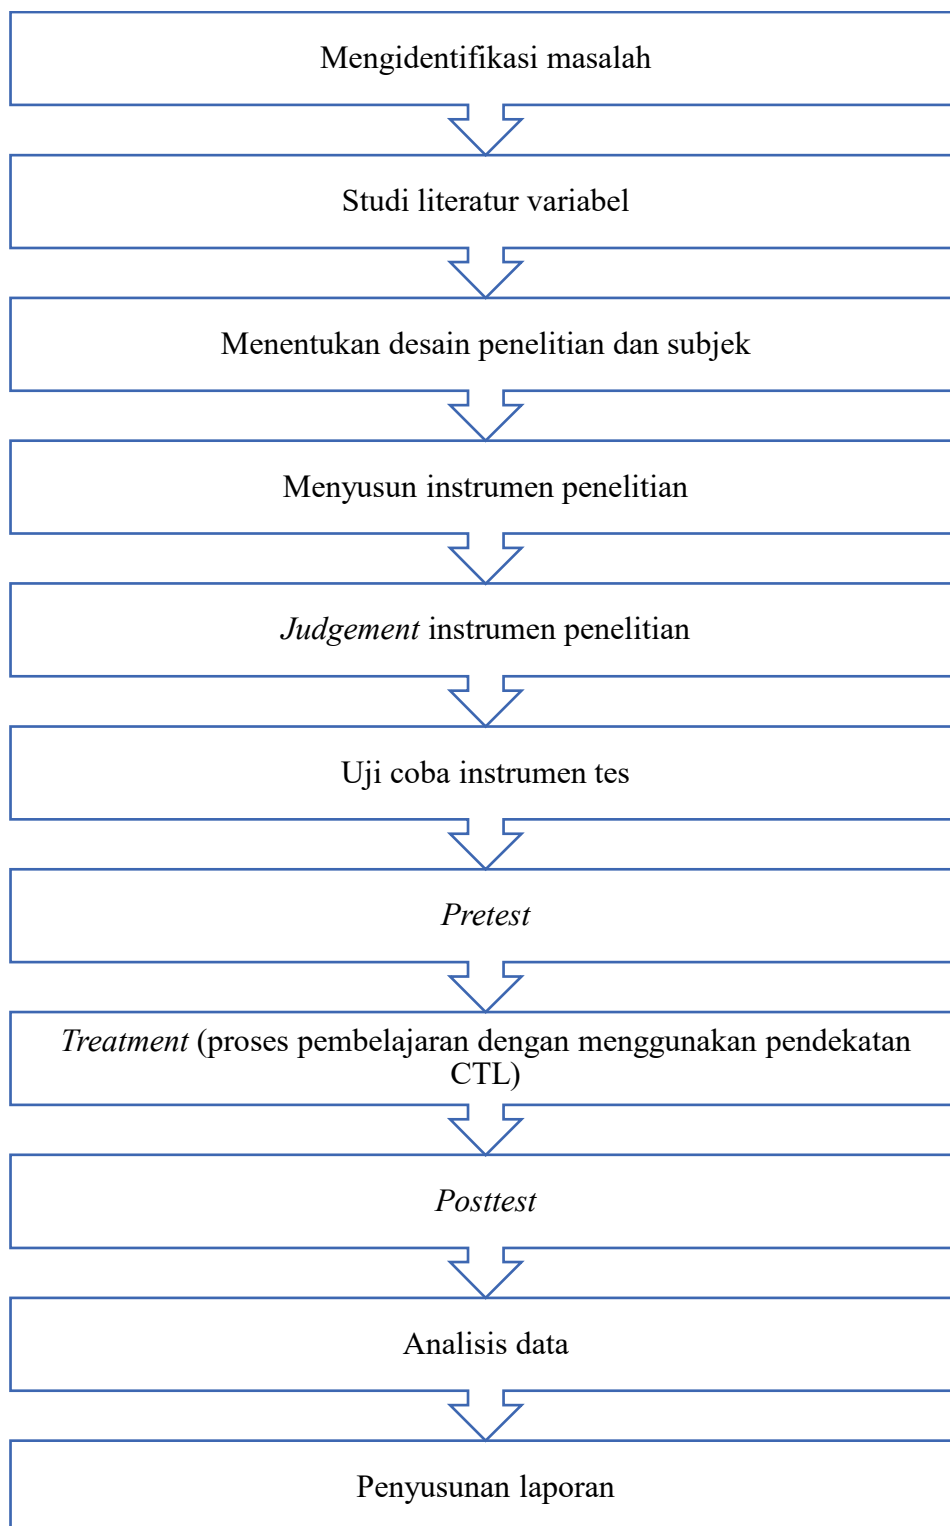 Mengidentifikasi masalah
Studi literatur variabel
Menentukan desain penelitian dan subjek
Menyusun instrumen penelitian
Judgement instrumen penelitian
Uji coba instrumen tes
Pretest
Treatment (proses pembelajaran dengan menggunakan pendekatan
CTL)
Posttest
Analisis data
Penyusunan laporan